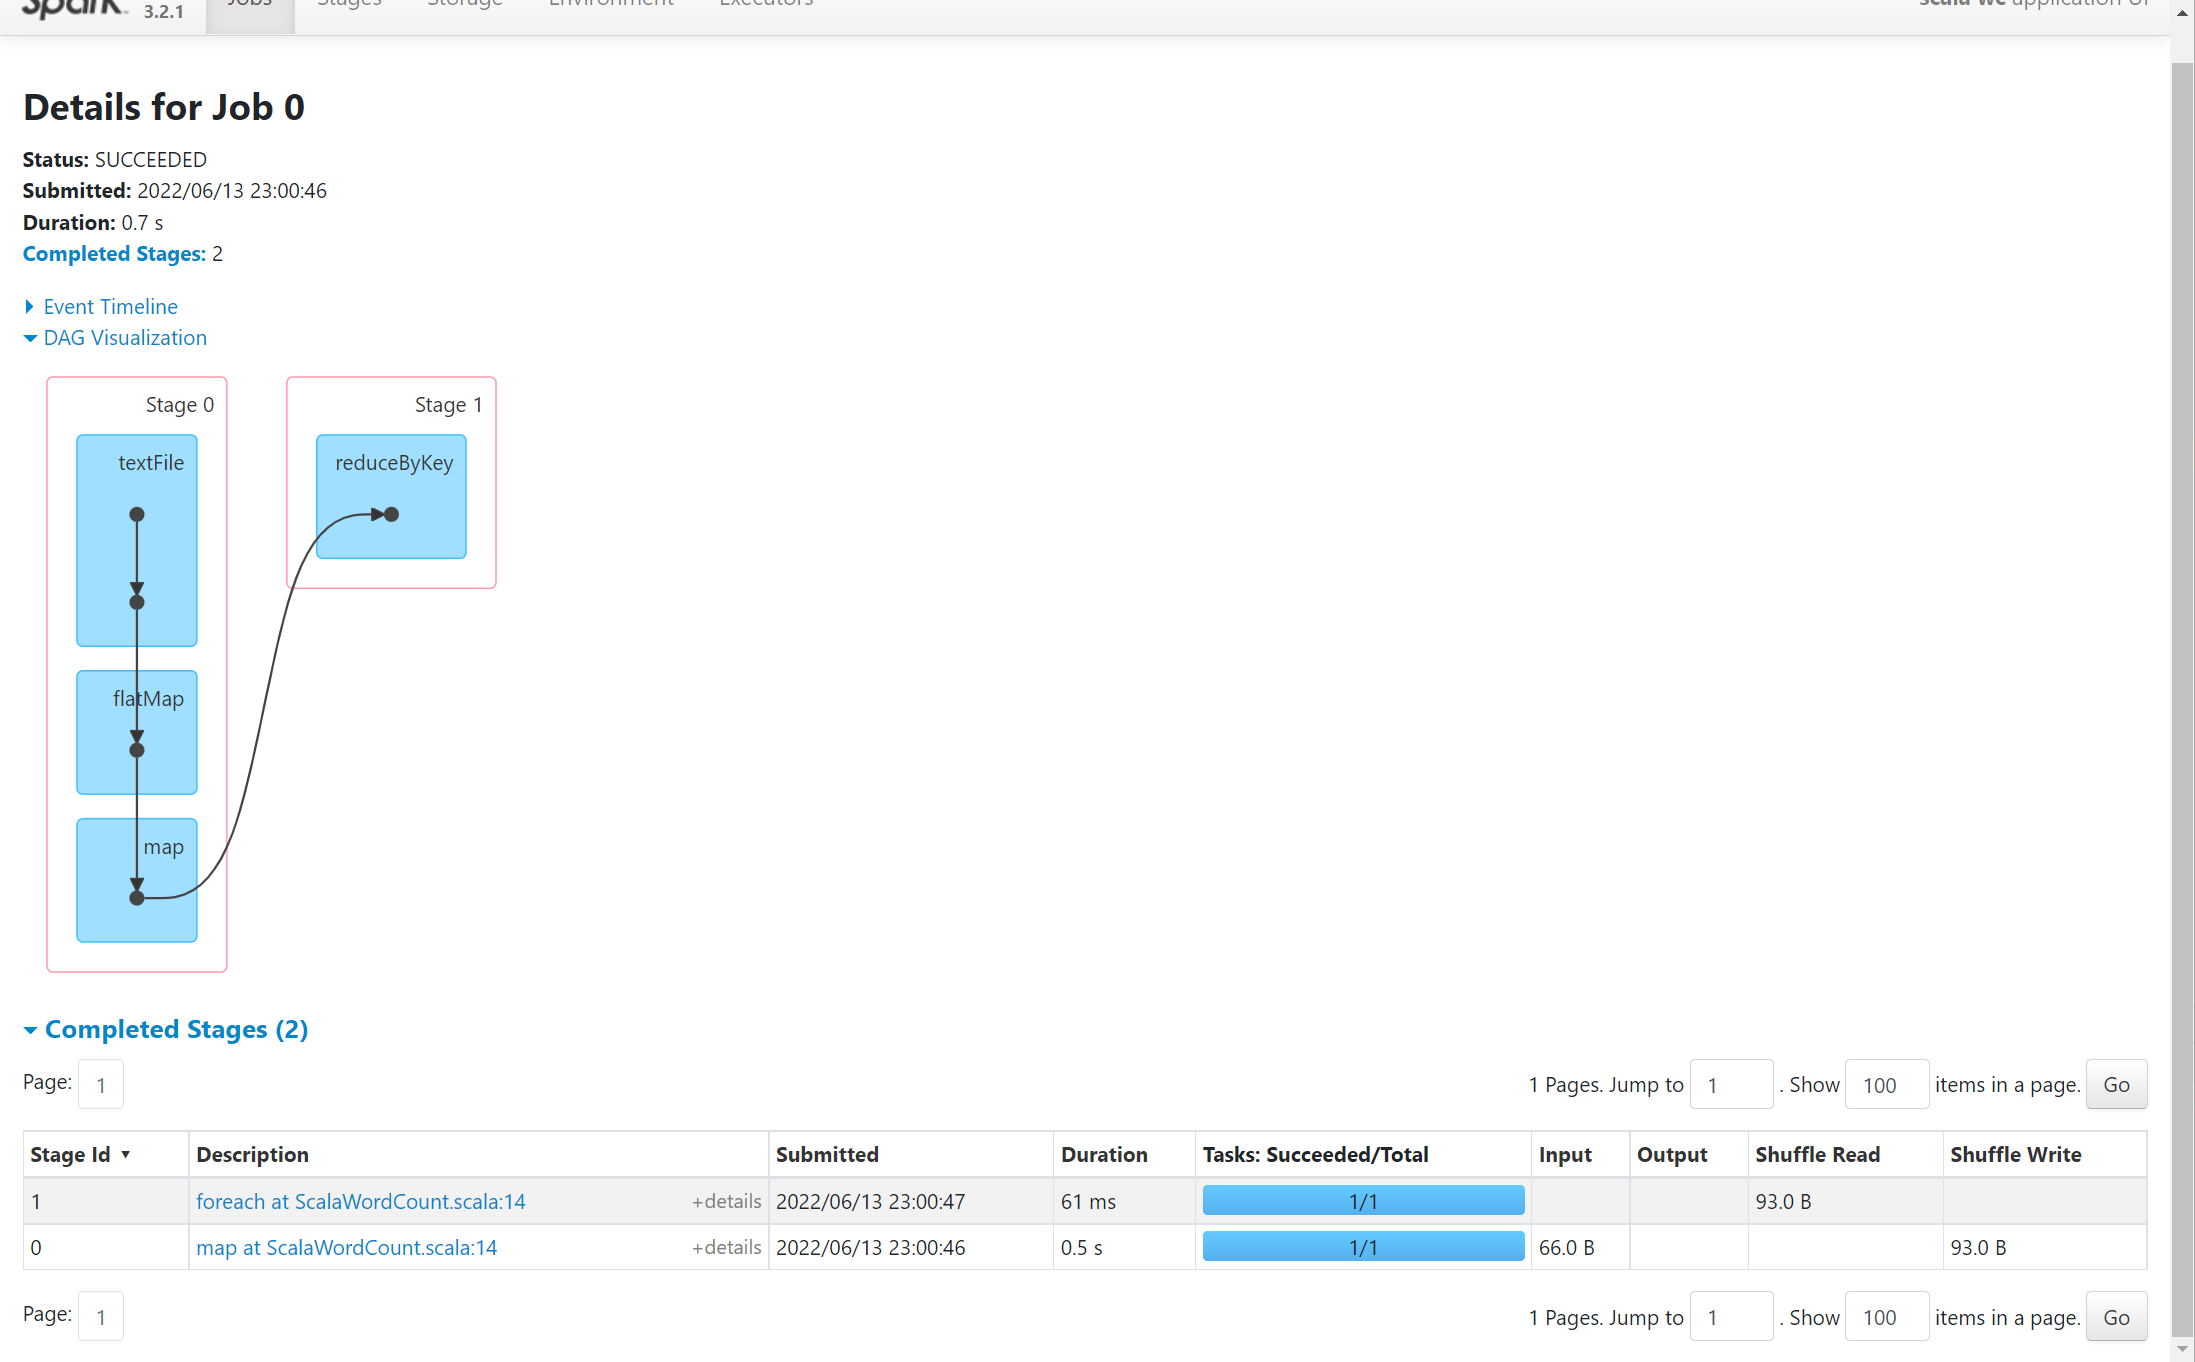 Spark 3.2.1 Jobs Stages Storage Environment Executors scala wc application UI
Details for Job 0
Status: SUCCEEDED
Submitted: 2022/06/13 23:00:46
Duration: 0.7 s
Completed Stages: 2
Event Timeline
DAG Visualization
Stage 0 Stage 1
textFile reduceByKey
flatMap
map
Completed Stages (2)
Page: 1 1 Pages. Jump to 1 . Show 100 items in a page. Go
Stage Id ▾ Description Submitted Duration Tasks: Succeeded/Total Input Output Shuffle Read Shuffle Write
1 foreach at ScalaWordCount.scala:14 +details 2022/06/13 23:00:47 61 ms 1/1 93.0 B
0 map at ScalaWordCount.scala:14 +details 2022/06/13 23:00:46 0.5 s 1/1 66.0 B 93.0 B
Page: 1 1 Pages. Jump to 1 . Show 100 items in a page. Go